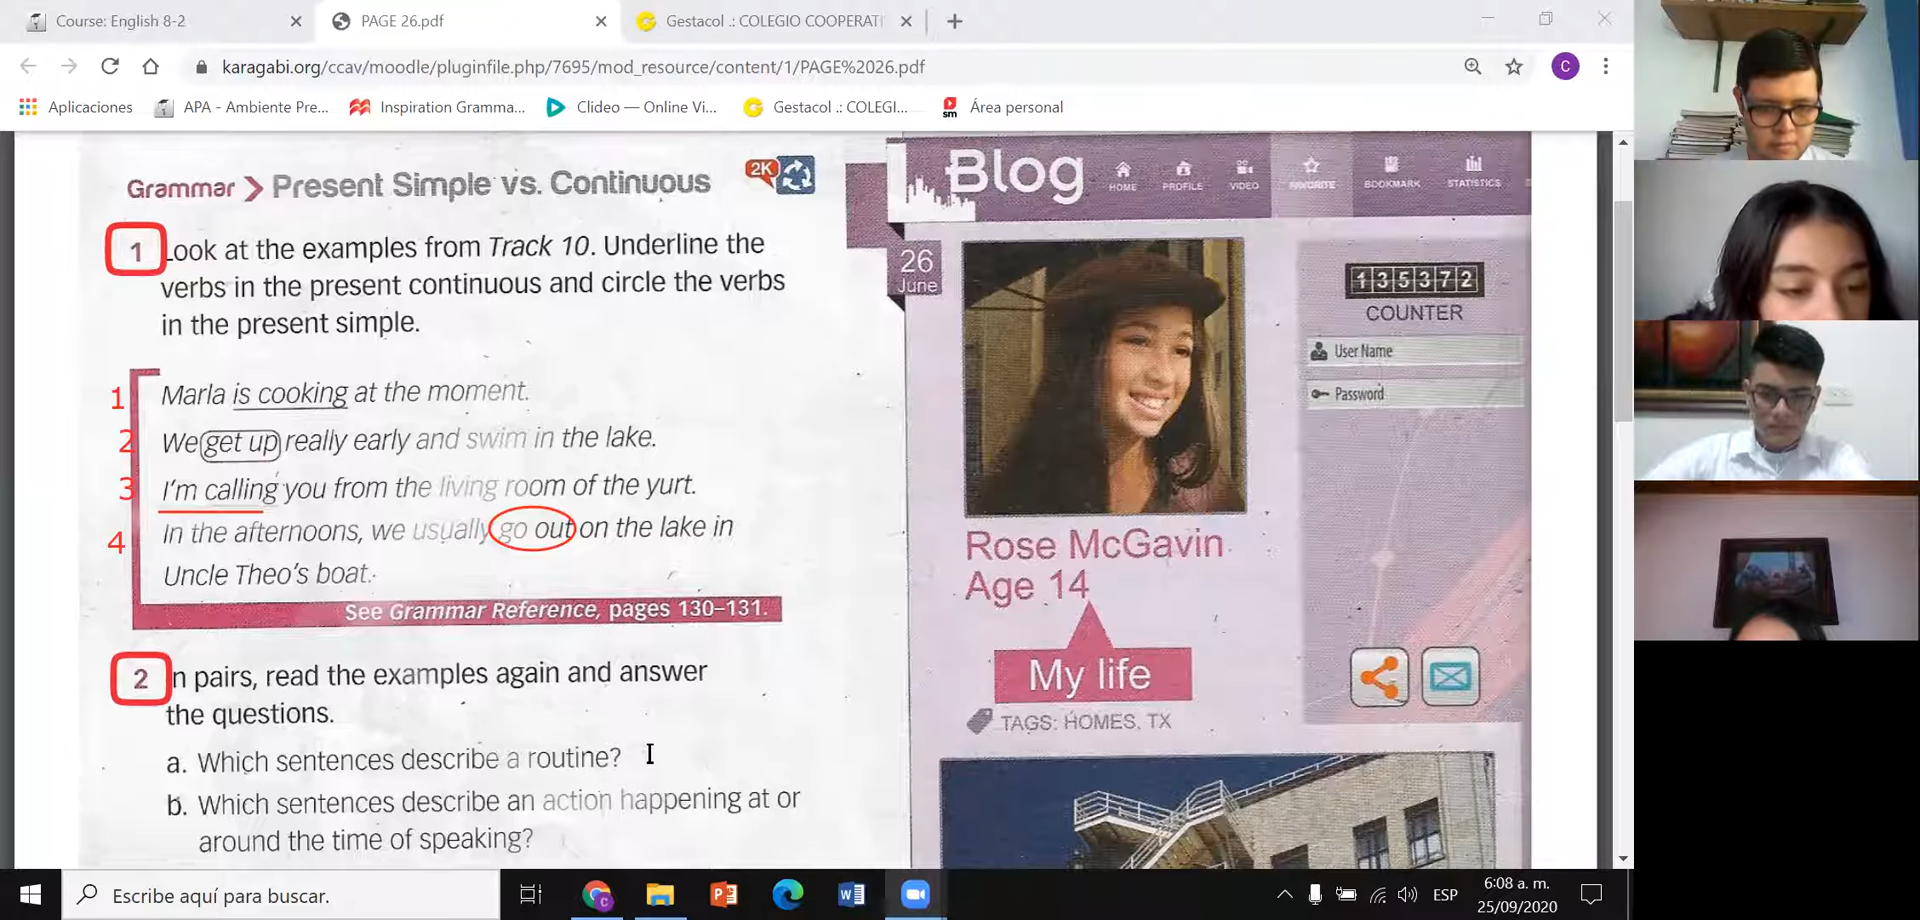 Course: English 8-2
PAGE 26.pdf
Gestacol .: COLEGIO COOPERATI
karagabi.org/ccav/moodle/pluginfile.php/7695/mod_resource/content/1/PAGE%2026.pdf
C
Aplicaciones
APA - Ambiente Pre...
Inspiration Gramma...
Clideo — Online Vi...
Gestacol .: COLEGI...
sm
Área personal
Grammar Present Simple vs. Continuous
2K
1 Look at the examples from Track 10. Underline the
verbs in the present continuous and circle the verbs
in the present simple.
1 Marla is cooking at the moment.
2 We get up really early and swim in the lake.
3 I'm calling you from the living room of the yurt.
4 In the afternoons, we usually go out on the lake in
Uncle Theo's boat.
See Grammar Reference, pages 130–131.
2 In pairs, read the examples again and answer
the questions.
a. Which sentences describe a routine?
b. Which sentences describe an action happening at or
around the time of speaking?
Blog
HOME
PROFILE
VIDEO
FAVORITE
BOOKMARK
STATISTICS
26
June
135372
COUNTER
User Name
Password
Rose McGavin
Age 14
My life
TAGS: HOMES, TX
Escribe aquí para buscar.
ESP
6:08 a. m.
25/09/2020